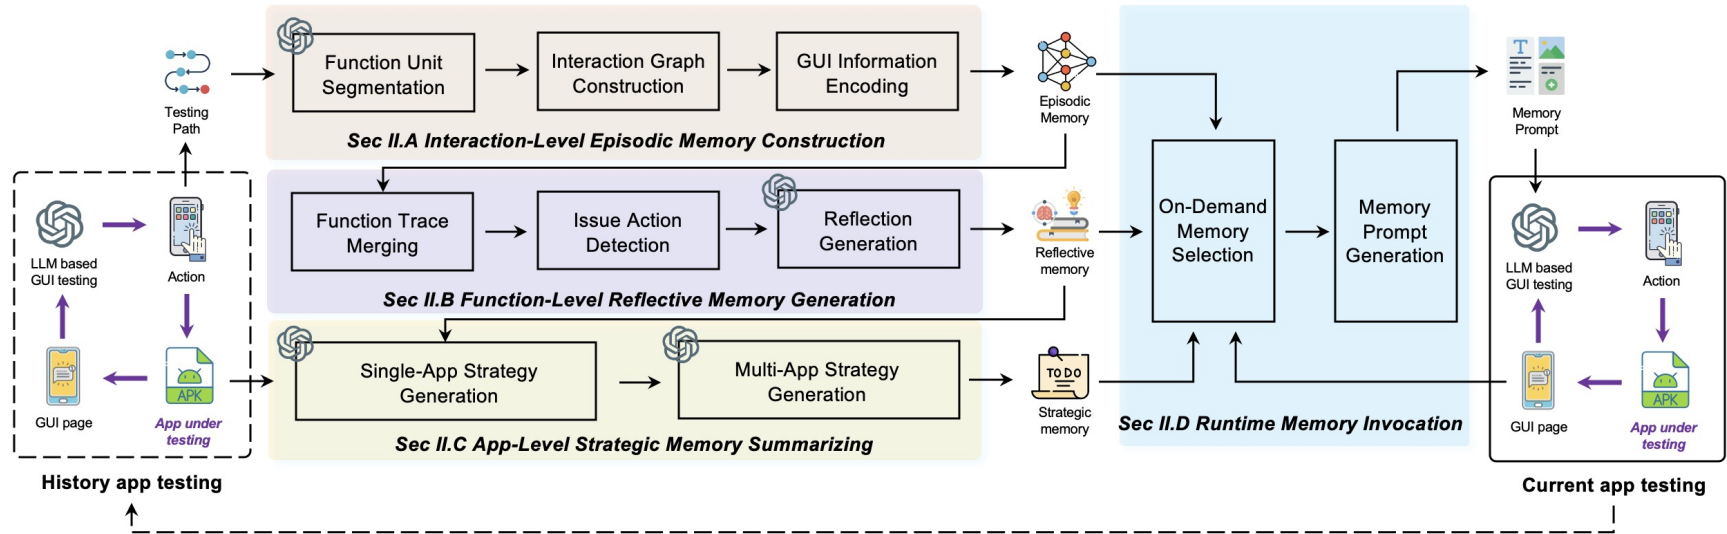 Testing
Path
LLM based
GUI testing
Action
GUI page
APK
App under
testing
History app testing
Function Unit
Segmentation
Interaction Graph
Construction
GUI Information
Encoding
Sec II.A Interaction-Level Episodic Memory Construction
Function Trace
Merging
Issue Action
Detection
Reflection
Generation
Sec II.B Function-Level Reflective Memory Generation
Single-App Strategy
Generation
Multi-App Strategy
Generation
Sec II.C App-Level Strategic Memory Summarizing
Episodic
Memory
Reflective
memory
TO DO
Strategic
memory
On-Demand
Memory
Selection
Memory
Prompt
Generation
Sec II.D Runtime Memory Invocation
T
Memory
Prompt
LLM based
GUI testing
Action
GUI page
APK
App under
testing
Current app testing